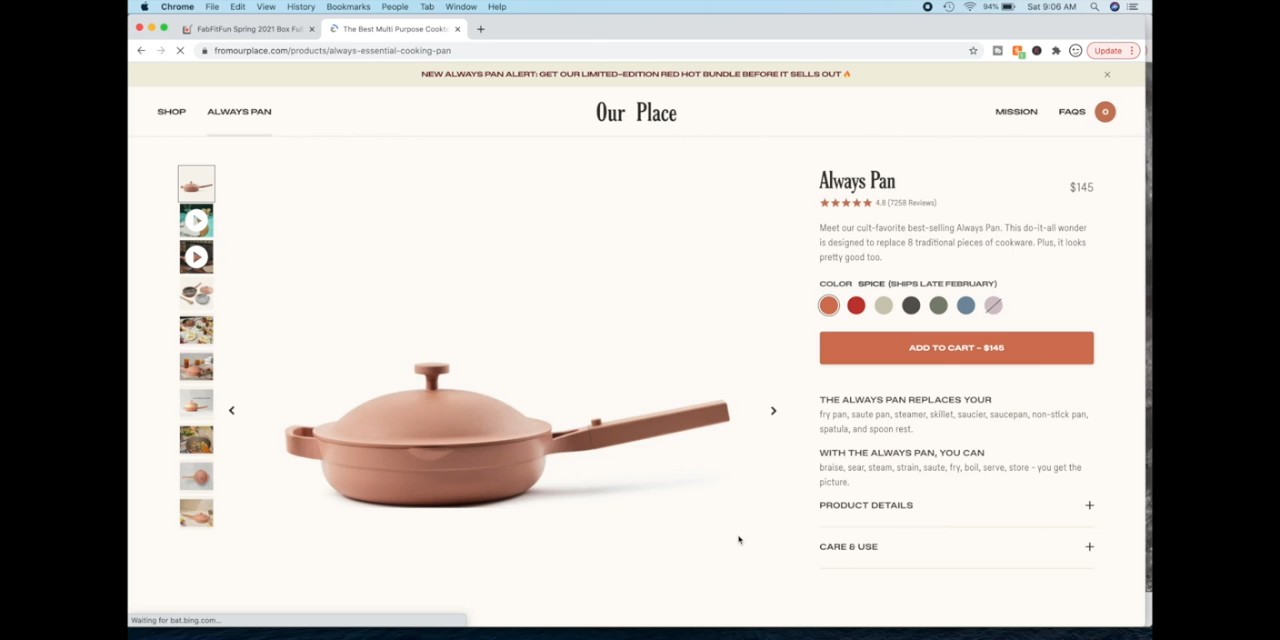 Chrome File Edit View History Bookmarks People Tab Window Help 94% Sat 9:06 AM
FabFitFun Spring 2021 Box Ful
The Best Multi Purpose Cookt
fromourplace.com/products/always-essential-cooking-pan
Update
NEW ALWAYS PAN ALERT: GET OUR LIMITED-EDITION RED HOT BUNDLE BEFORE IT SELLS OUT 🔥
SHOP ALWAYS PAN Our Place MISSION FAQS 0
Always Pan
$145
4.8 (7258 Reviews)
Meet our cult-favorite best-selling Always Pan. This do-it-all wonder
is designed to replace 8 traditional pieces of cookware. Plus, it looks
pretty good too.
COLOR SPICE (SHIPS LATE FEBRUARY)
ADD TO CART - $145
THE ALWAYS PAN REPLACES YOUR
fry pan, saute pan, steamer, skillet, saucier, saucepan, non-stick pan,
spatula, and spoon rest.
WITH THE ALWAYS PAN, YOU CAN
braise, sear, steam, strain, saute, fry, boil, serve, store - you get the
picture.
PRODUCT DETAILS +
CARE & USE +
Waiting for bat.bing.com...